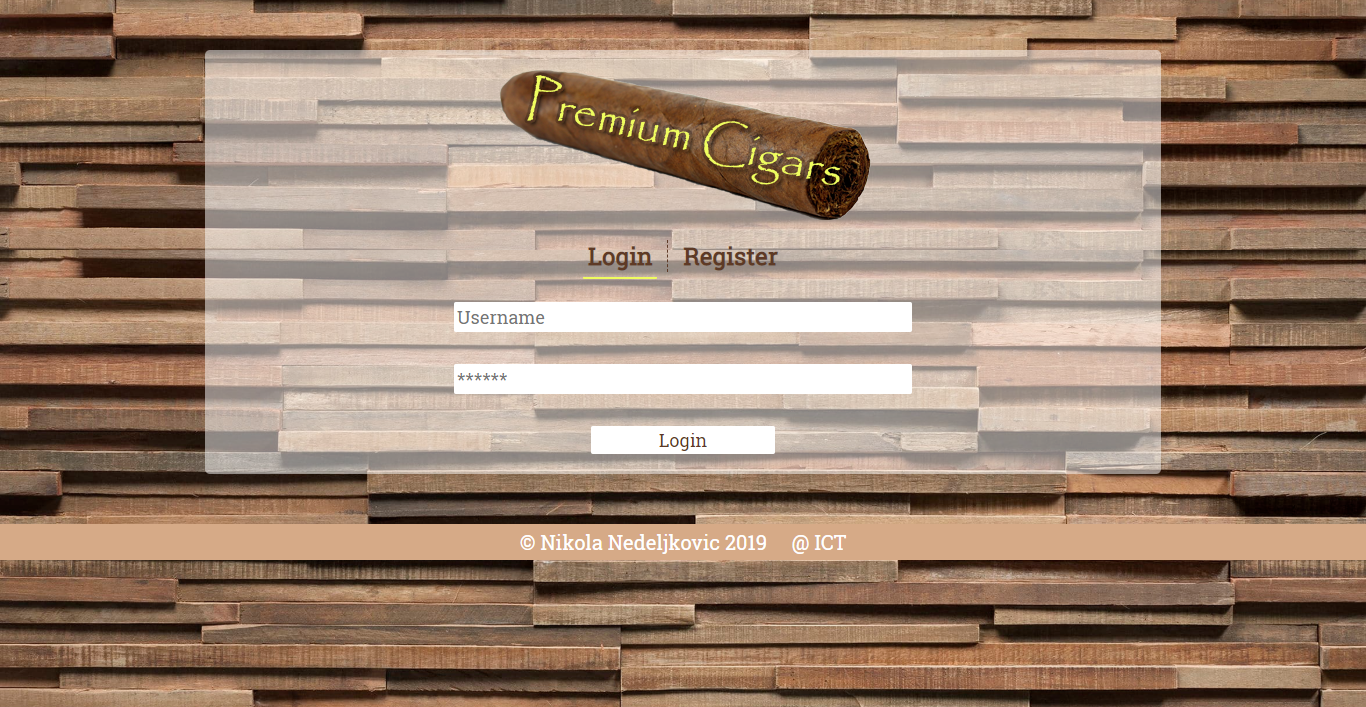 Premium Cigars
Login Register
Username
******
Login
© Nikola Nedeljkovic 2019 @ ICT